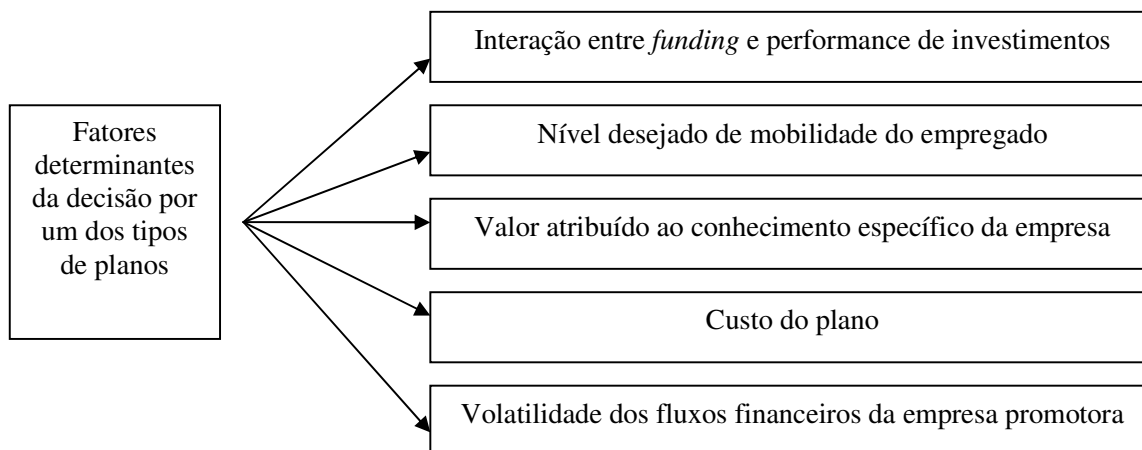 Fatores
determinantes
da decisão por
um dos tipos
de planos
Interação entre funding e performance de investimentos
Nível desejado de mobilidade do empregado
Valor atribuído ao conhecimento específico da empresa
Custo do plano
Volatilidade dos fluxos financeiros da empresa promotora